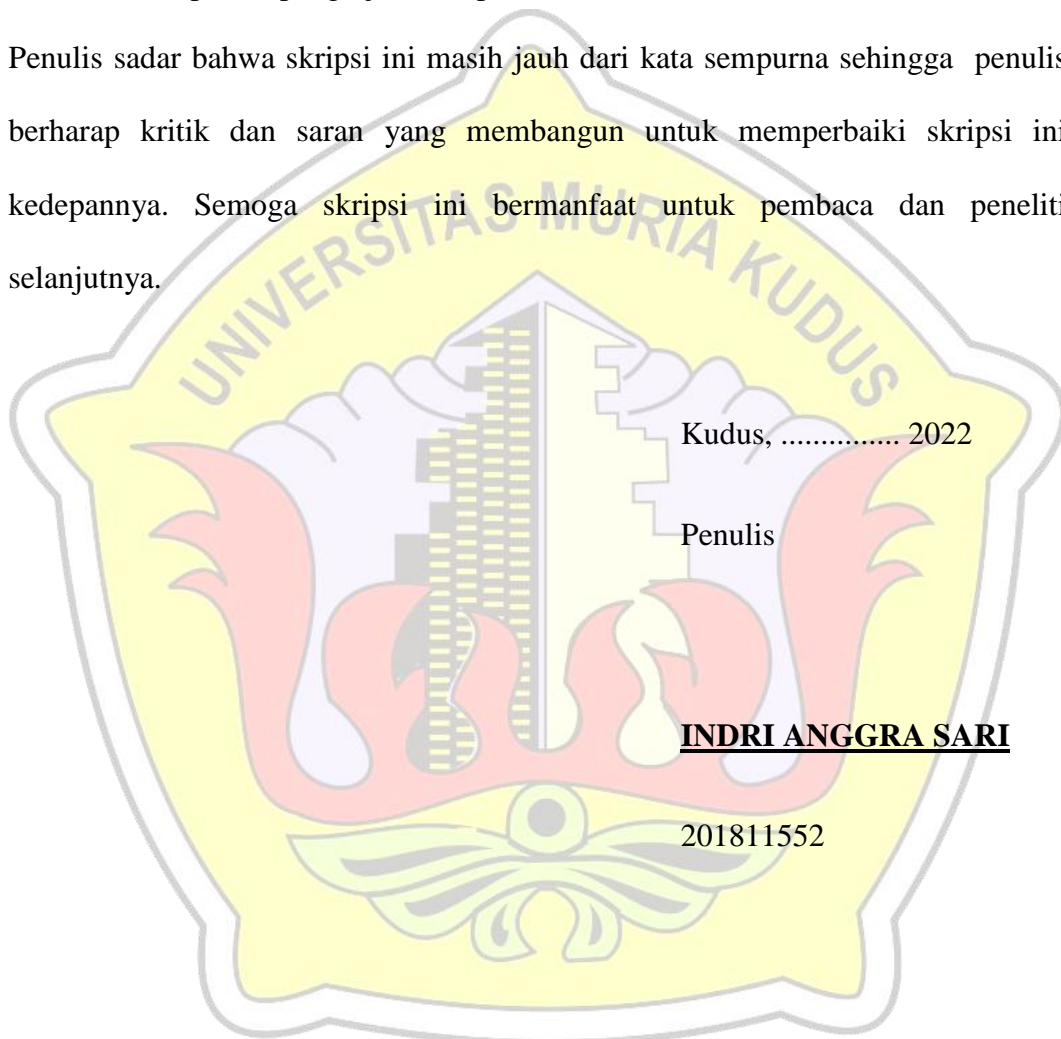 Penulis sadar bahwa skripsi ini masih jauh dari kata sempurna sehingga penulis
berharap kritik dan saran yang membangun untuk memperbaiki skripsi ini
kedepannya. Semoga skripsi ini bermanfaat untuk pembaca dan peneliti
selanjutnya.
UNIVERSITAS MURIA KUDUS
Kudus, ............... 2022
Penulis
INDRI ANGGRA SARI
201811552